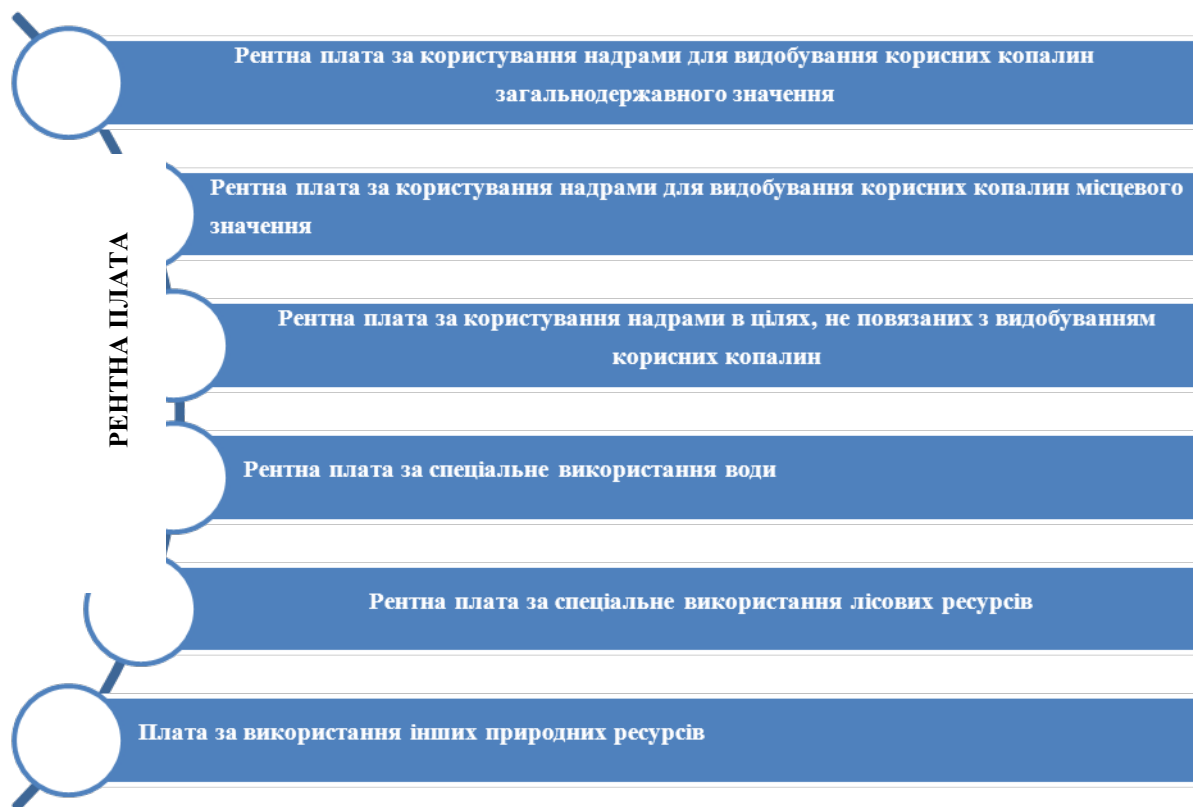 Рентна плата за користування надрами для видобування корисних копалин
загальнодержавного значення
Рентна плата за користування надрами для видобування корисних копалин місцевого
значення
РЕНТНА ПЛАТА
Рентна плата за користування надрами в цілях, не повязаних з видобуванням
корисних копалин
Рентна плата за спеціальне використання води
Рентна плата за спеціальне використання лісових ресурсів
Плата за використання інших природних ресурсів